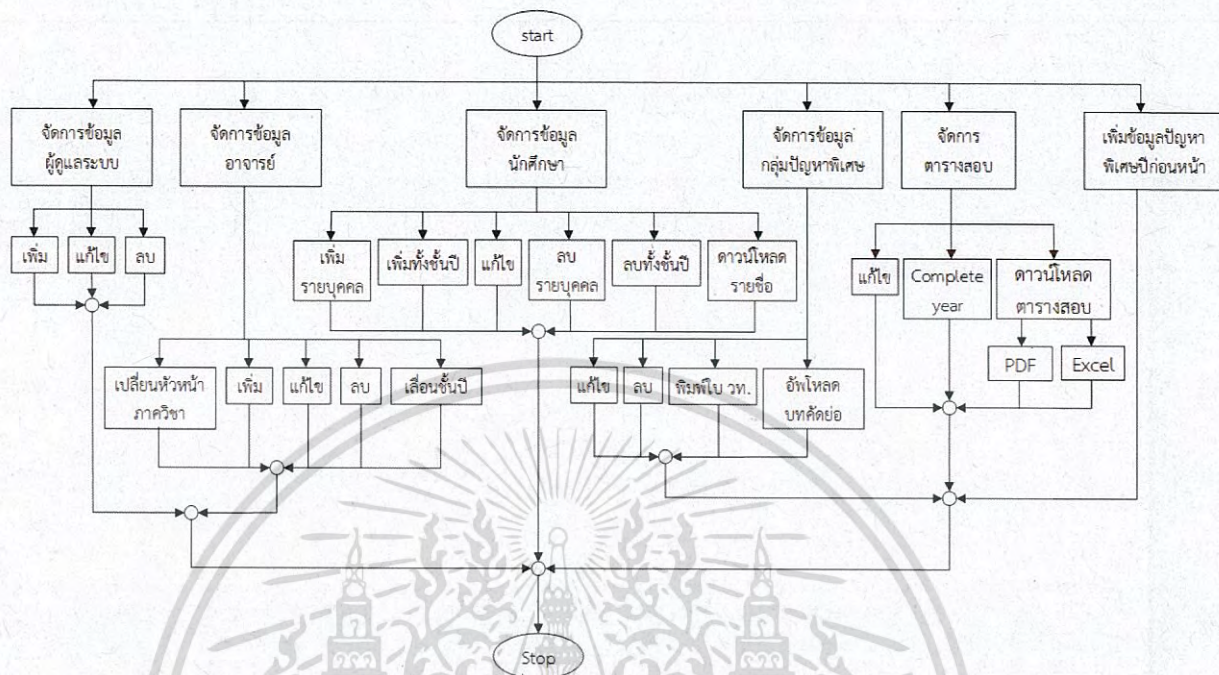 start
จัดการข้อมูล
ผู้ดูแลระบบ
จัดการข้อมูล
อาจารย์
จัดการข้อมูล
นักศึกษา
จัดการข้อมูล
กลุ่มปัญหาพิเศษ
จัดการ
ตารางสอบ
เพิ่มข้อมูลปัญหา
พิเศษปีก่อนหน้า
เพิ่ม
แก้ไข
ลบ
เพิ่ม
รายบุคคล
เพิ่มทั้งชั้นปี
แก้ไข
ลบ
รายบุคคล
ลบทั้งชั้นปี
ดาวน์โหลด
รายชื่อ
แก้ไข
Complete
year
ดาวน์โหลด
ตารางสอบ
PDF
Excel
เปลี่ยนหัวหน้า
ภาควิชา
เพิ่ม
แก้ไข
ลบ
เลื่อนชั้นปี
แก้ไข
ลบ
พิมพ์ใบ วท.
อัพโหลด
บทคัดย่อ
Stop